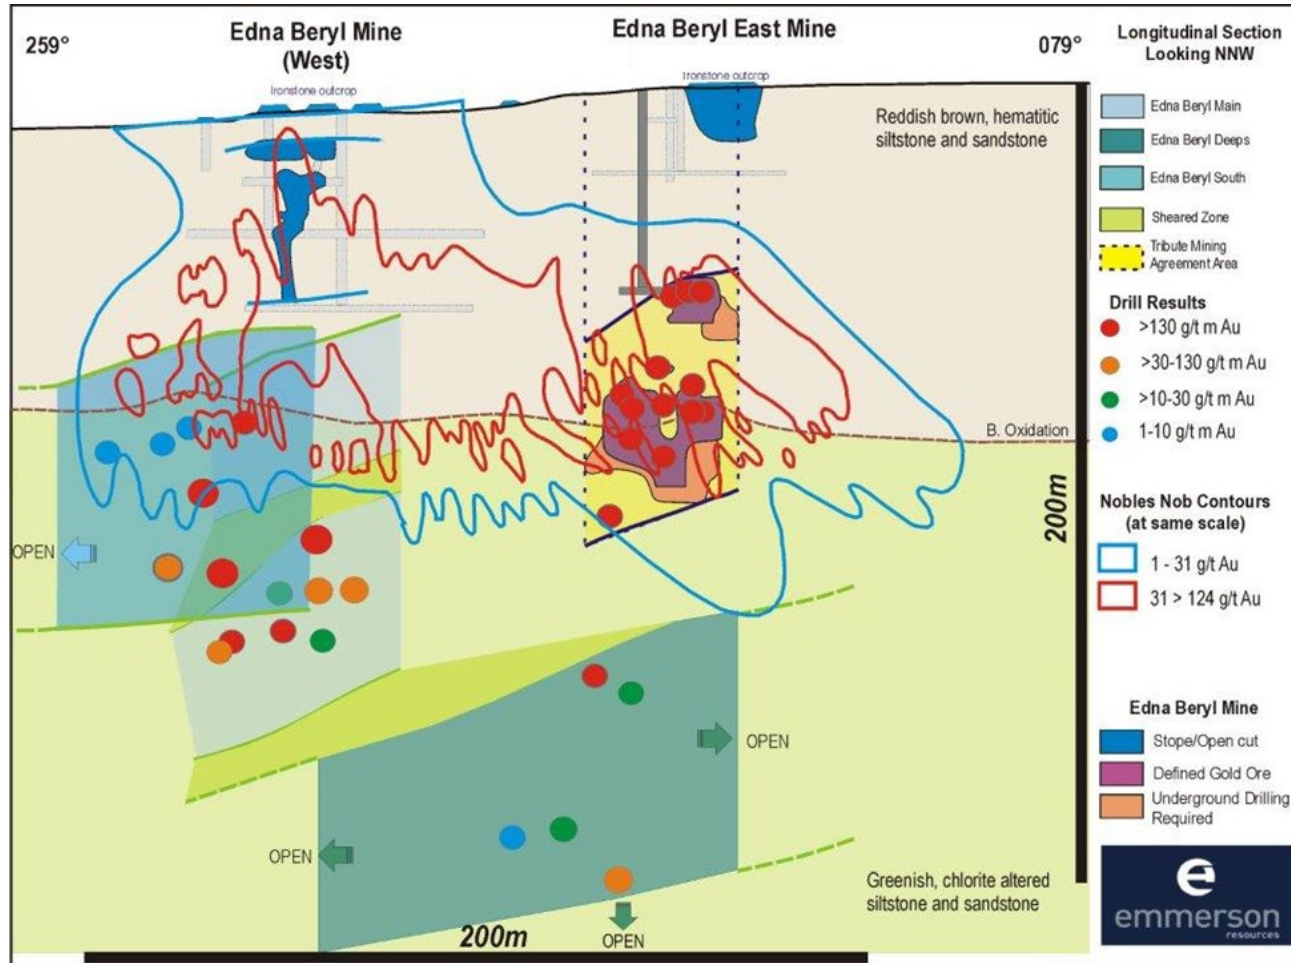 259°
Edna Beryl Mine
(West)
Edna Beryl East Mine
079°
Ironstone outcrop
Ironstone outcrop
Reddish brown, hematitic
siltstone and sandstone
B. Oxidation
OPEN
OPEN
OPEN
OPEN
200m
200m
Greenish, chlorite altered
siltstone and sandstone
Longitudinal Section
Looking NNW
Edna Beryl Main
Edna Beryl Deeps
Edna Beryl South
Sheared Zone
Tribute Mining
Agreement Area
Drill Results
>130 g/t m Au
>30-130 g/t m Au
>10-30 g/t m Au
1-10 g/t m Au
Nobles Nob Contours
(at same scale)
1 - 31 g/t Au
31 > 124 g/t Au
Edna Beryl Mine
Stope/Open cut
Defined Gold Ore
Underground Drilling
Required
e
emmerson
resources